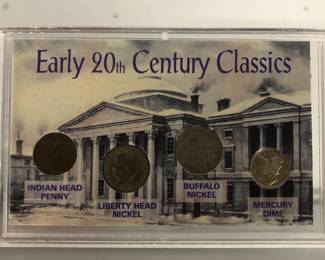 Early 20th Century Classics
INDIAN HEAD
PENNY
LIBERTY HEAD
NICKEL
BUFFALO
NICKEL
MERCURY
DIME